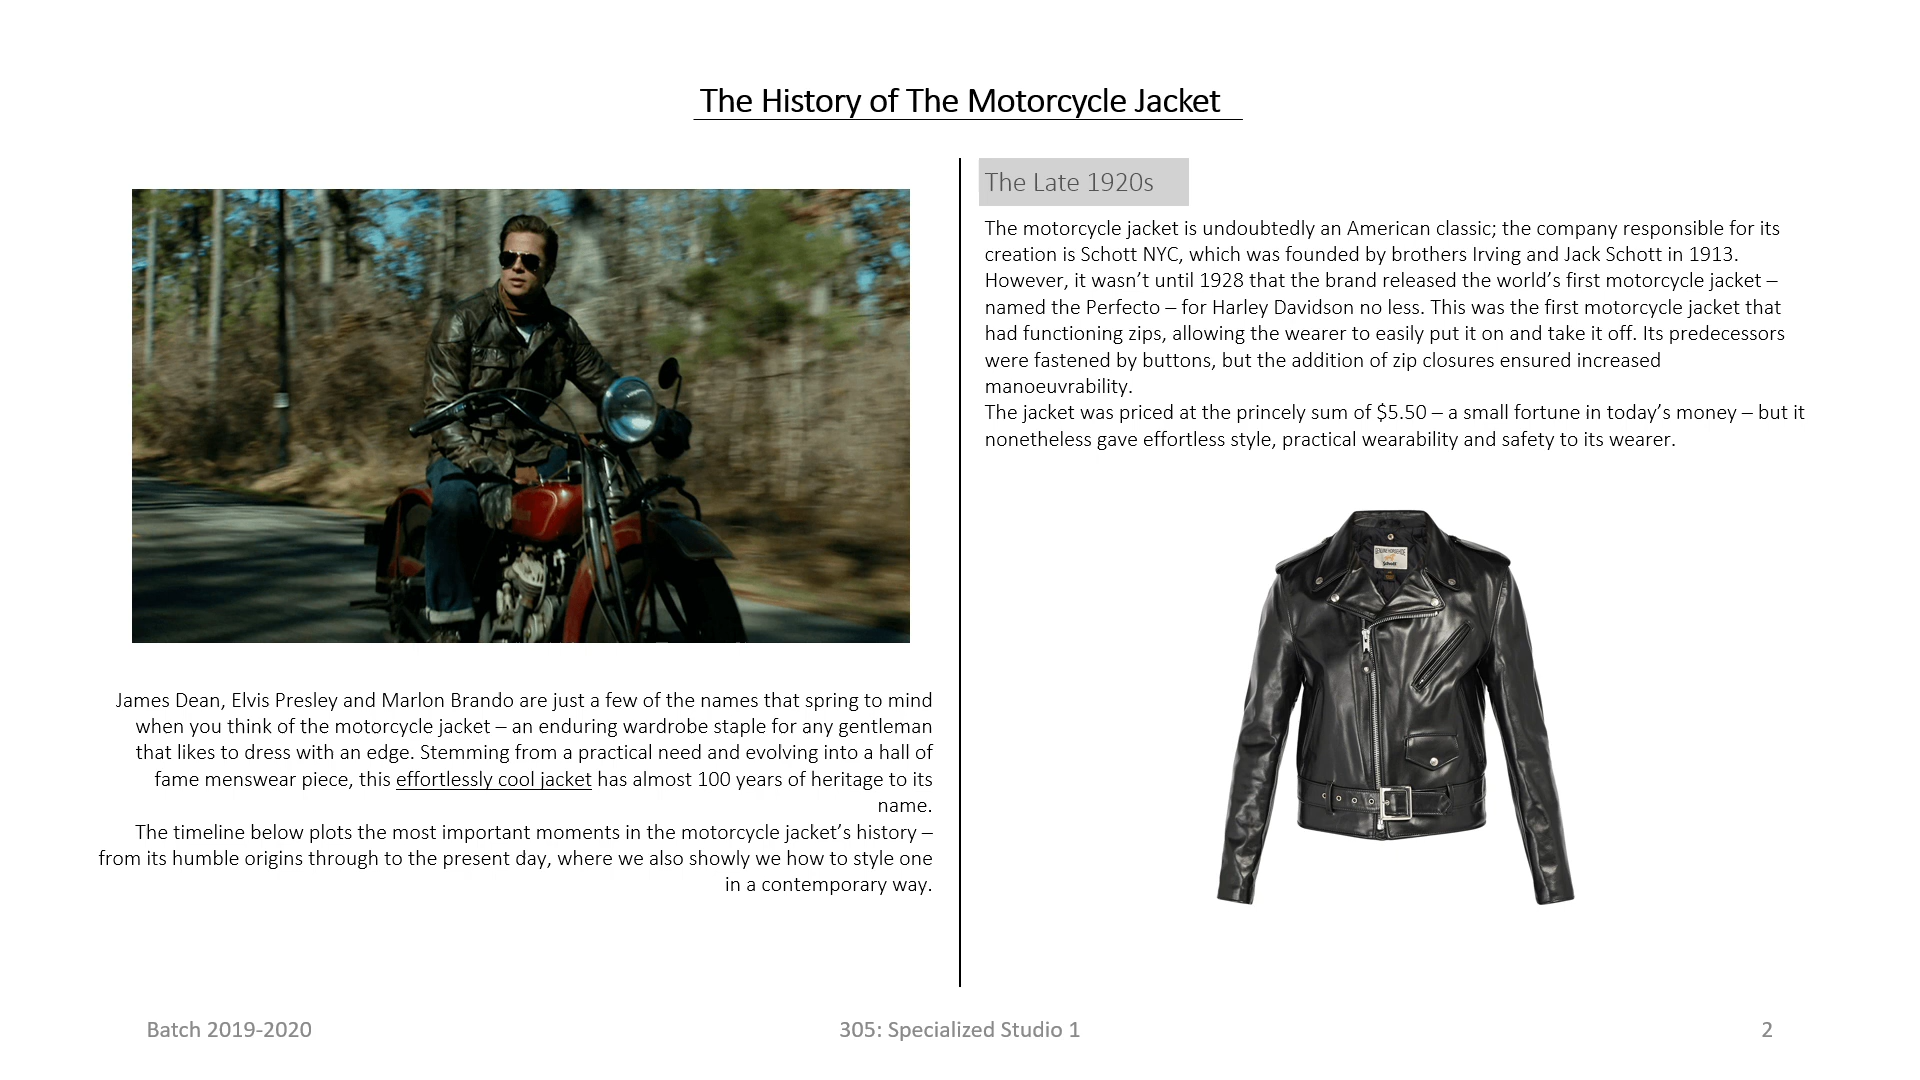 The History of The Motorcycle Jacket
James Dean, Elvis Presley and Marlon Brando are just a few of the names that spring to mind
when you think of the motorcycle jacket – an enduring wardrobe staple for any gentleman
that likes to dress with an edge. Stemming from a practical need and evolving into a hall of
fame menswear piece, this effortlessly cool jacket has almost 100 years of heritage to its
name.
The timeline below plots the most important moments in the motorcycle jacket’s history –
from its humble origins through to the present day, where we also showly we how to style one
in a contemporary way.
The Late 1920s
The motorcycle jacket is undoubtedly an American classic; the company responsible for its
creation is Schott NYC, which was founded by brothers Irving and Jack Schott in 1913.
However, it wasn’t until 1928 that the brand released the world’s first motorcycle jacket –
named the Perfecto – for Harley Davidson no less. This was the first motorcycle jacket that
had functioning zips, allowing the wearer to easily put it on and take it off. Its predecessors
were fastened by buttons, but the addition of zip closures ensured increased
manoeuvrability.
The jacket was priced at the princely sum of $5.50 – a small fortune in today’s money – but it
nonetheless gave effortless style, practical wearability and safety to its wearer.
Schott
Batch 2019-2020
305: Specialized Studio 1
2